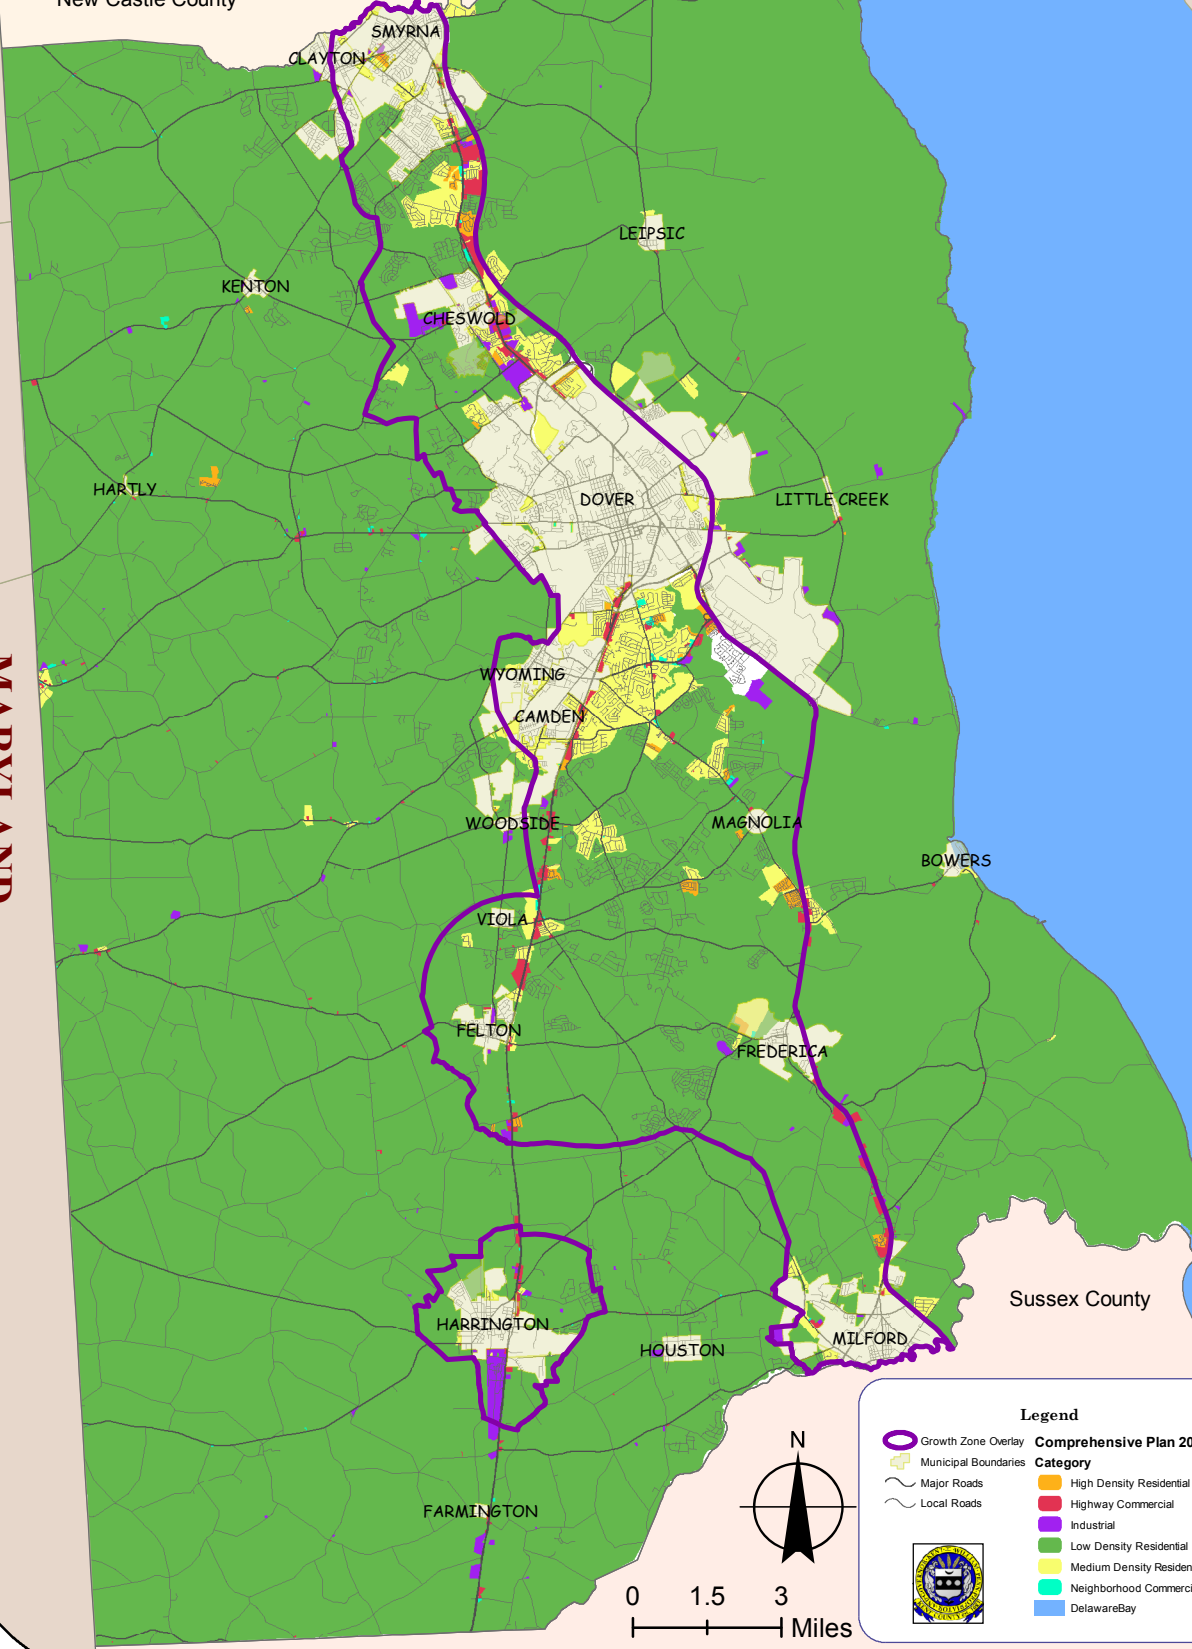 New Castle County
SMYRNA
CLAYTON
LEIPSIC
KENTON
CHESWOLD
HARTLY
DOVER
LITTLE CREEK
MARYLAND
WYOMING
CAMDEN
WOODSIDE
MAGNOLIA
BOWERS
VIOLA
FELTON
FREDERICA
Sussex County
HARRINGTON
MILFORD
HOUSTON
FARMINGTON
N
0 1.5 3
Miles
Legend
Growth Zone Overlay
Municipal Boundaries
Major Roads
Local Roads
Comprehensive Plan 20
Category
High Density Residential
Highway Commercial
Industrial
Low Density Residential
Medium Density Residen
Neighborhood Commerci
DelawareBay